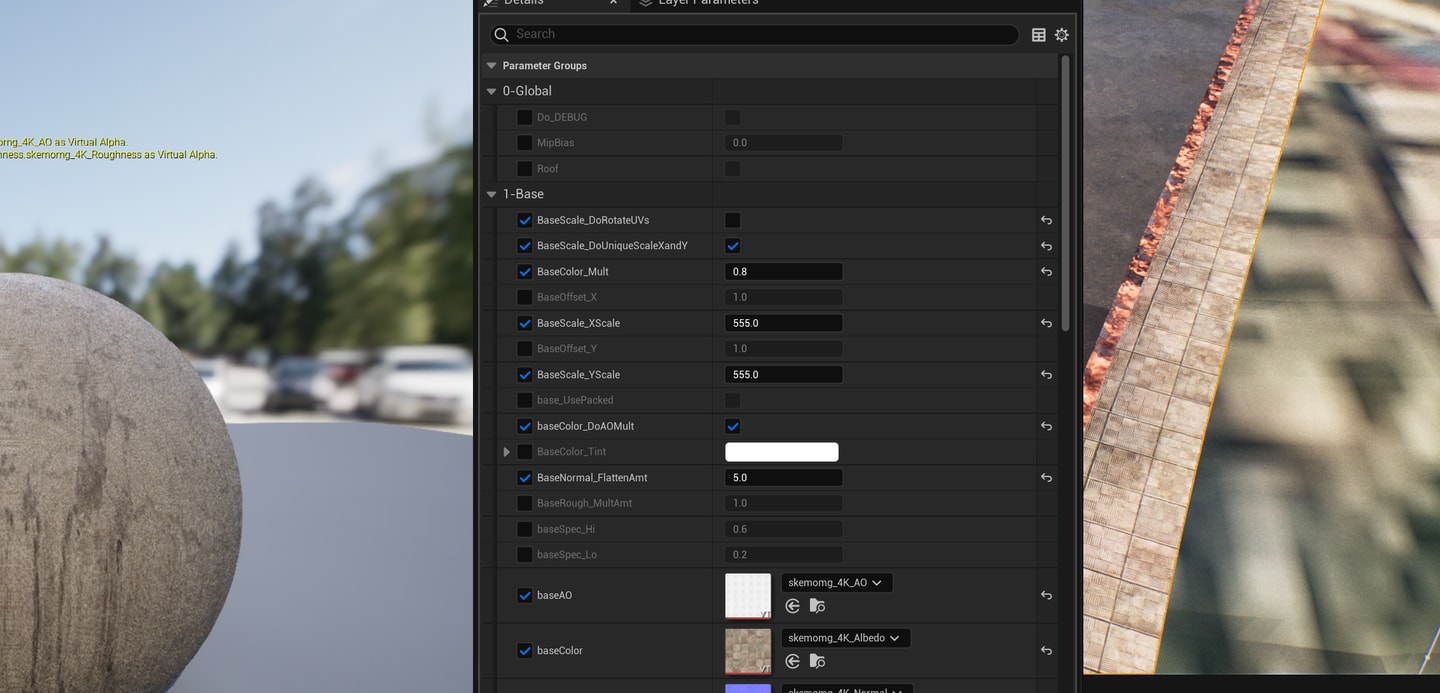 Details
Layer Parameters
Search
Parameter Groups
0-Global
Do_DEBUG
MipBias 0.0
Roof
1-Base
BaseScale_DoRotateUVs
BaseScale_DoUniqueScaleXandY
BaseColor_Mult 0.8
BaseOffset_X 1.0
BaseScale_XScale 555.0
BaseOffset_Y 1.0
BaseScale_YScale 555.0
base_UsePacked
baseColor_DoAOMult
BaseColor_Tint
BaseNormal_FlattenAmt 5.0
BaseRough_MultAmt 1.0
baseSpec_Hi 0.6
baseSpec_Lo 0.2
baseAO VT skemomg_4K_AO
baseColor VT skemomg_4K_Albedo
skemomg_4K_Normal
omg_4K_AO as Virtual Alpha.
ness.skemomg_4K_Roughness as Virtual Alpha.